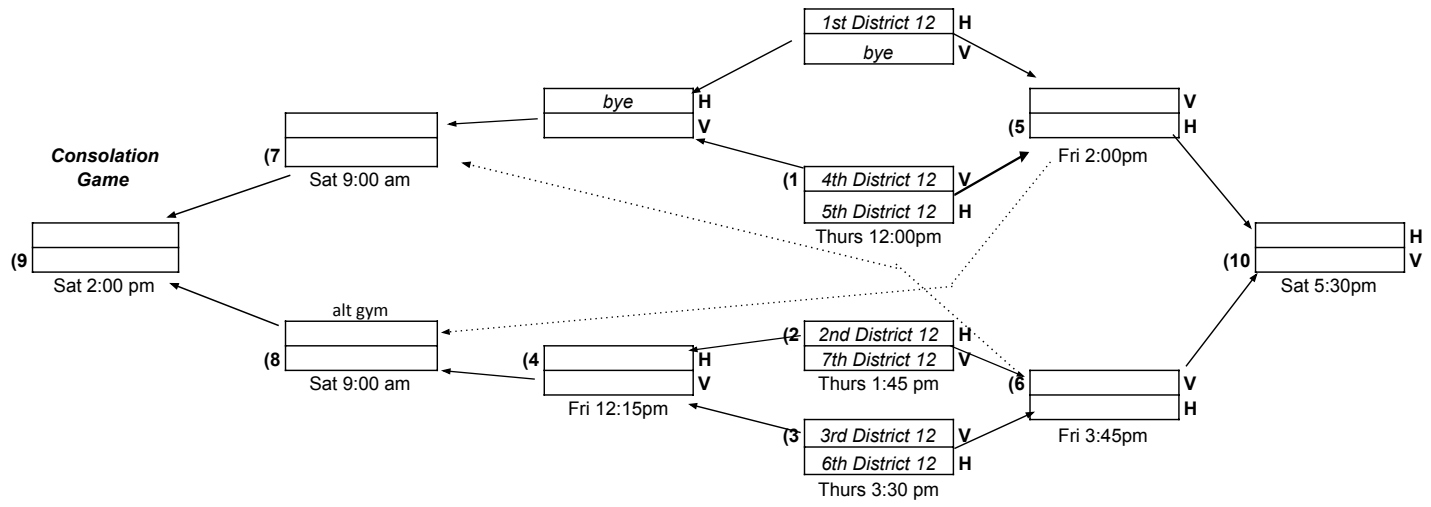 1st District 12 H
bye V
bye H
V
V
(5 H
Fri 2:00pm
(7
Sat 9:00 am
Consolation
Game
(1 4th District 12 V
5th District 12 H
Thurs 12:00pm
(9
Sat 2:00 pm
H
(10 V
Sat 5:30pm
alt gym
(8
Sat 9:00 am
(2 2nd District 12 H
7th District 12 V
Thurs 1:45 pm
(4 H
V
Fri 12:15pm
(6 V
H
Fri 3:45pm
(3 3rd District 12 V
6th District 12 H
Thurs 3:30 pm